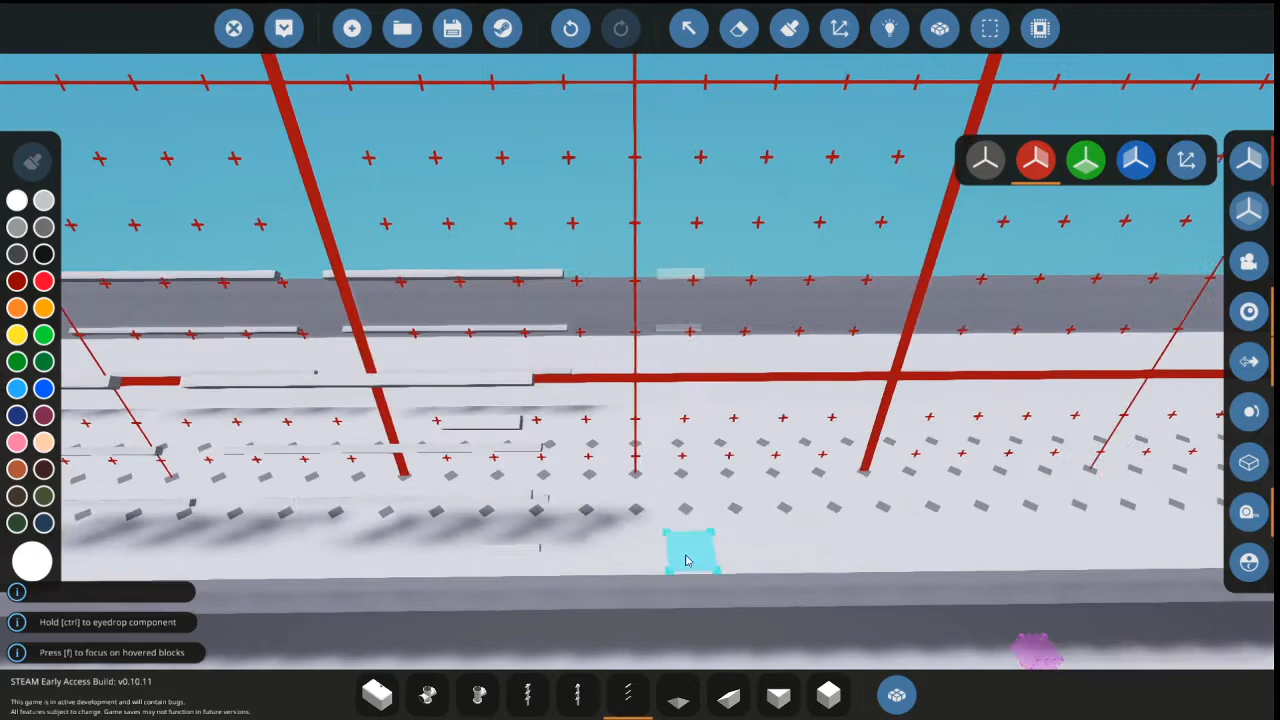 Hold [ctrl] to eyedrop component
Press [f] to focus on hovered blocks
STEAM Early Access Build: v0.10.11
This game is in active development and will contain bugs.
All features subject to change. Game saves may not function in future versions.